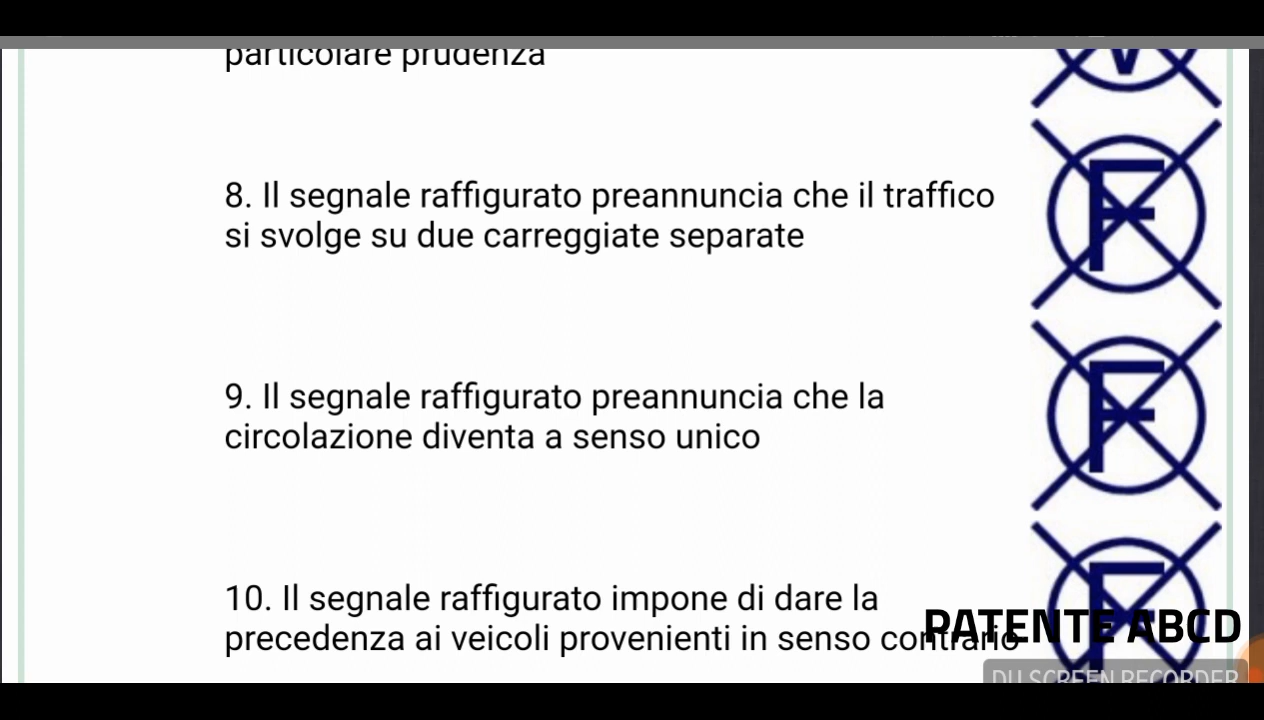 particolare prudenza
V
8. Il segnale raffigurato preannuncia che il traffico
si svolge su due carreggiate separate
F
9. Il segnale raffigurato preannuncia che la
circolazione diventa a senso unico
F
10. Il segnale raffigurato impone di dare la
precedenza ai veicoli provenienti in senso contrario
F
PATENTE ABCD
DU SCREEN RECORDER